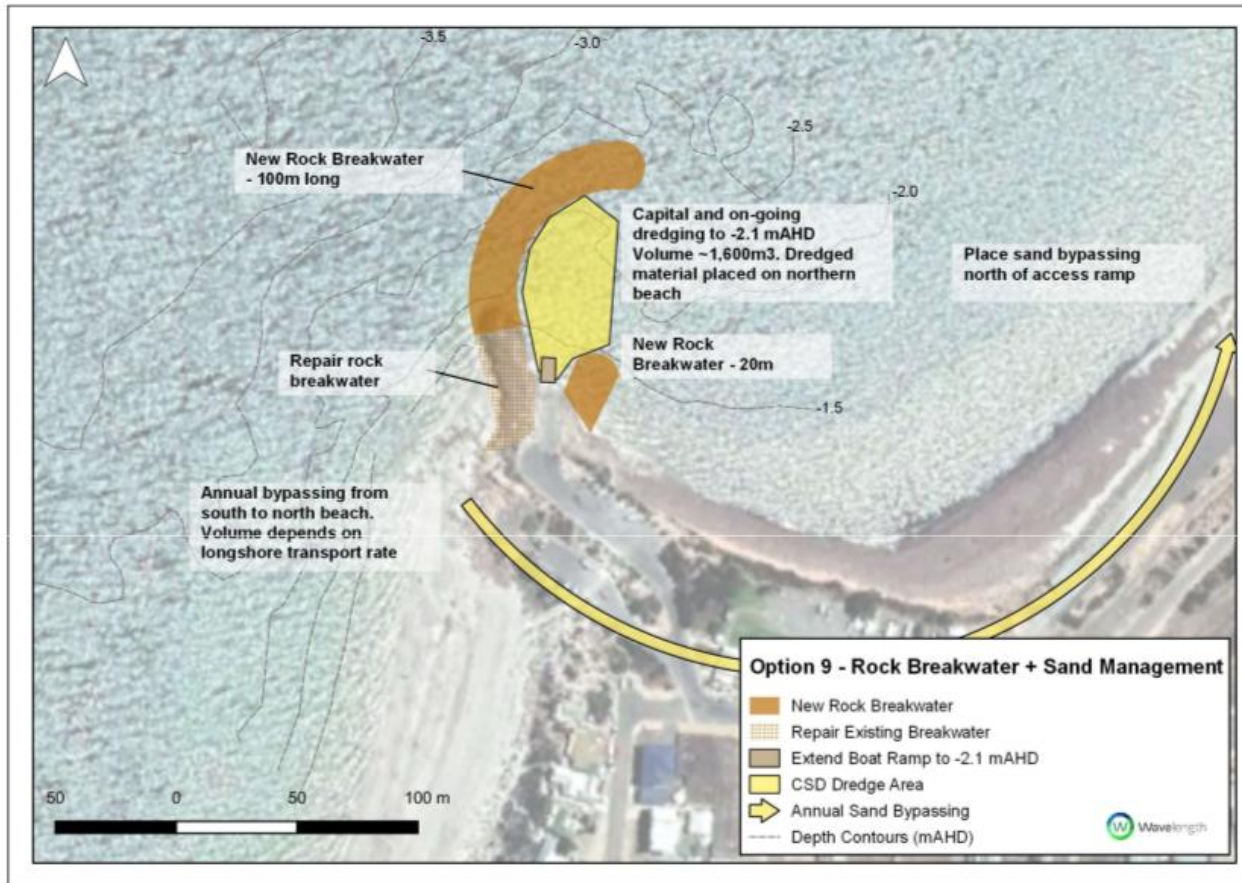 -3.5
-3.0
-2.5
-2.0
New Rock Breakwater
- 100m long
Capital and on-going
dredging to -2.1 mAHD
Volume ~1,600m3. Dredged
material placed on northern
beach
Place sand bypassing
north of access ramp
Repair rock
breakwater
New Rock
Breakwater - 20m
-1.5
Annual bypassing from
south to north beach.
Volume depends on
longshore transport rate
Option 9 - Rock Breakwater + Sand Management
New Rock Breakwater
Repair Existing Breakwater
Extend Boat Ramp to -2.1 mAHD
CSD Dredge Area
Annual Sand Bypassing
Depth Contours (mAHD)
W Wavelength
50 0 50 100 m